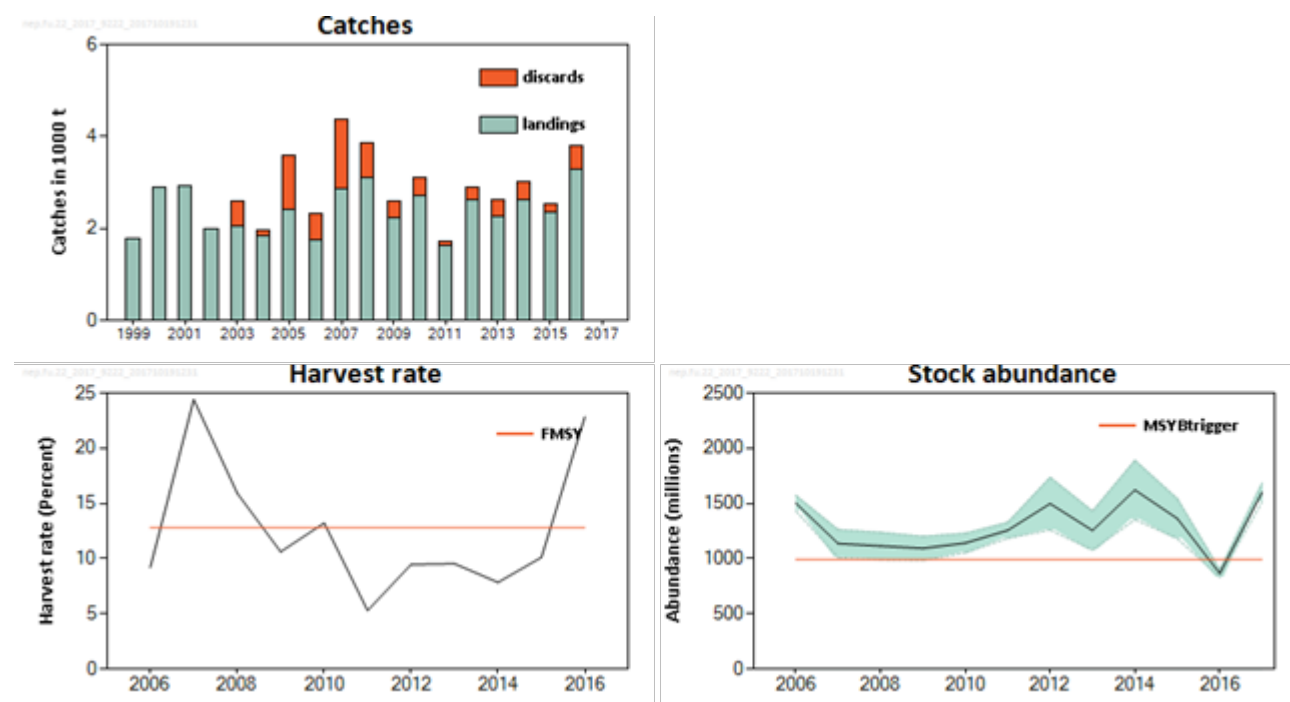 Catches
6
discards
landings
4
2
0
Catches in 1000 t
1999 2001 2003 2005 2007 2009 2011 2013 2015 2017
Harvest rate
25
FMSY
20
15
10
5
0
Harvest rate (Percent)
2006 2008 2010 2012 2014 2016
Stock abundance
2500
MSYBtrigger
2000
1500
1000
500
0
Abundance (millions)
2006 2008 2010 2012 2014 2016